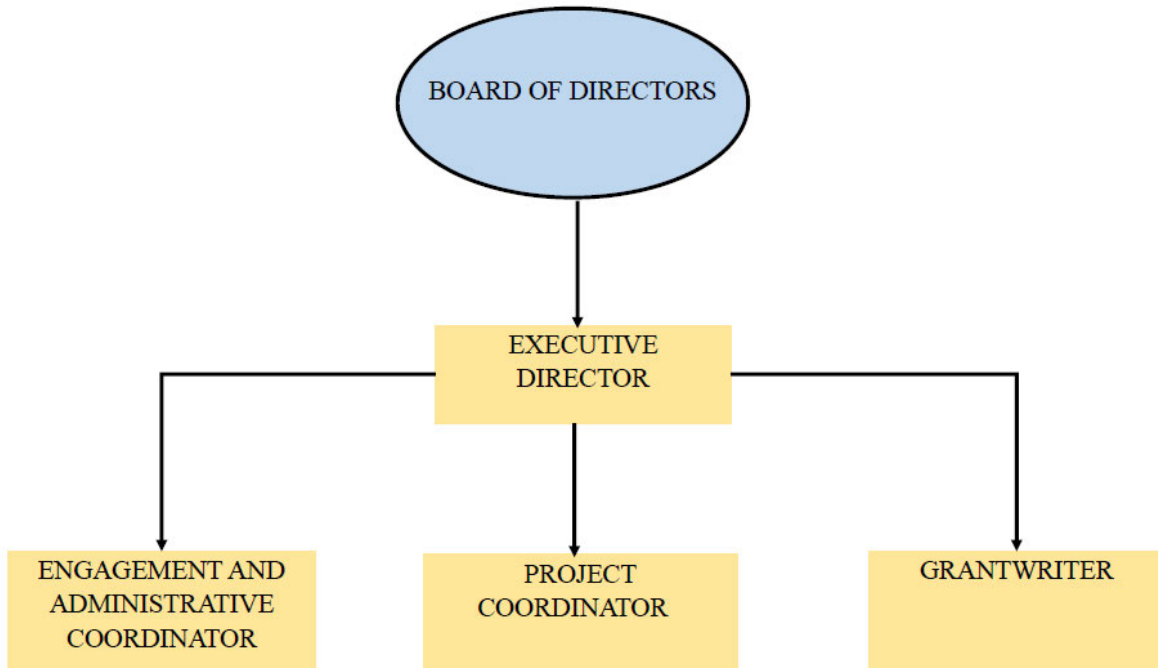 BOARD OF DIRECTORS
EXECUTIVE
DIRECTOR
ENGAGEMENT AND
ADMINISTRATIVE
COORDINATOR
PROJECT
COORDINATOR
GRANTWRITER